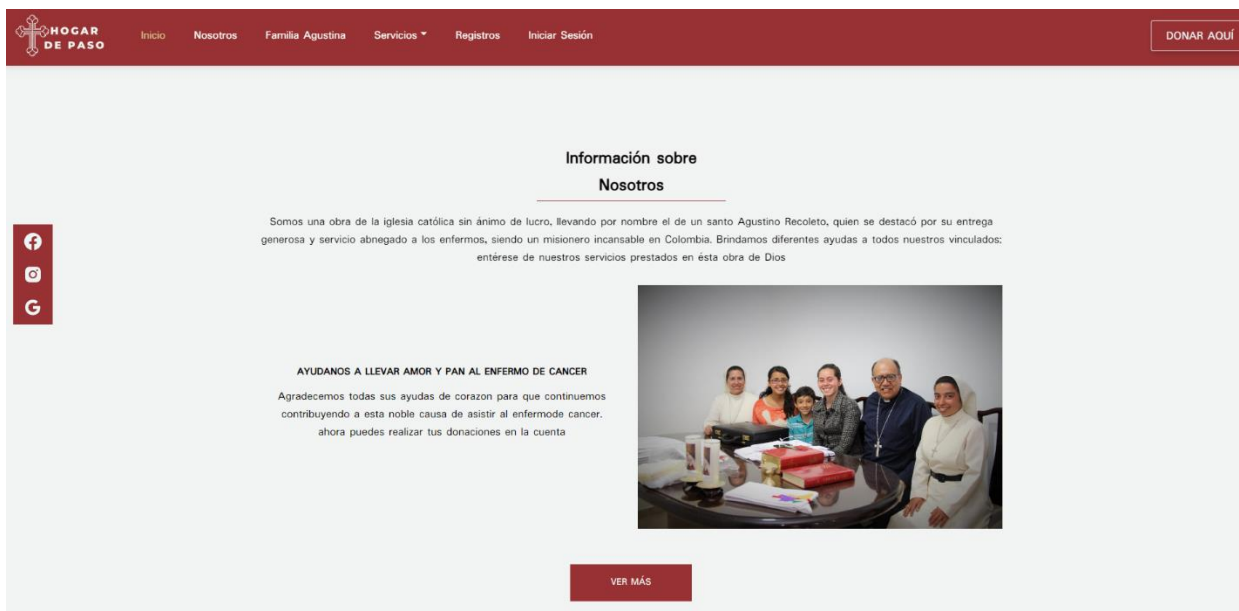 HOGAR
DE PASO
Inicio
Nosotros
Familia Agustina
Servicios
Registros
Iniciar Sesión
DONAR AQUÍ
Información sobre
Nosotros
Somos una obra de la iglesia católica sin ánimo de lucro, llevando por nombre el de un santo Agustino Recoleto, quien se destacó por su entrega
generosa y servicio abnegado a los enfermos, siendo un misionero incansable en Colombia. Brindamos diferentes ayudas a todos nuestros vinculados:
entérese de nuestros servicios prestados en ésta obra de Dios
AYUDANOS A LLEVAR AMOR Y PAN AL ENFERMO DE CANCER
Agradecemos todas sus ayudas de corazon para que continuemos
contribuyendo a esta noble causa de asistir al enfermode cancer.
ahora puedes realizar tus donaciones en la cuenta
VER MÁS